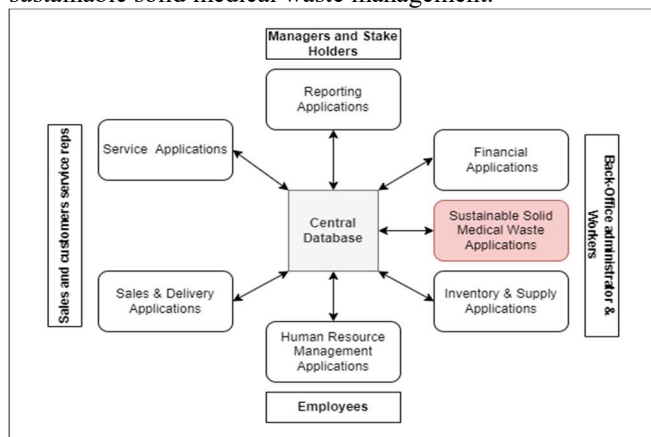 sustainable solid medical waste management.
Managers and Stake
Holders
Reporting
Applications
Service Applications
Financial
Applications
Sales and customers service reps
Central
Database
Sustainable Solid
Medical Waste
Applications
Back-Office administrator &
Workers
Sales & Delivery
Applications
Inventory & Supply
Applications
Human Resource
Management
Applications
Employees